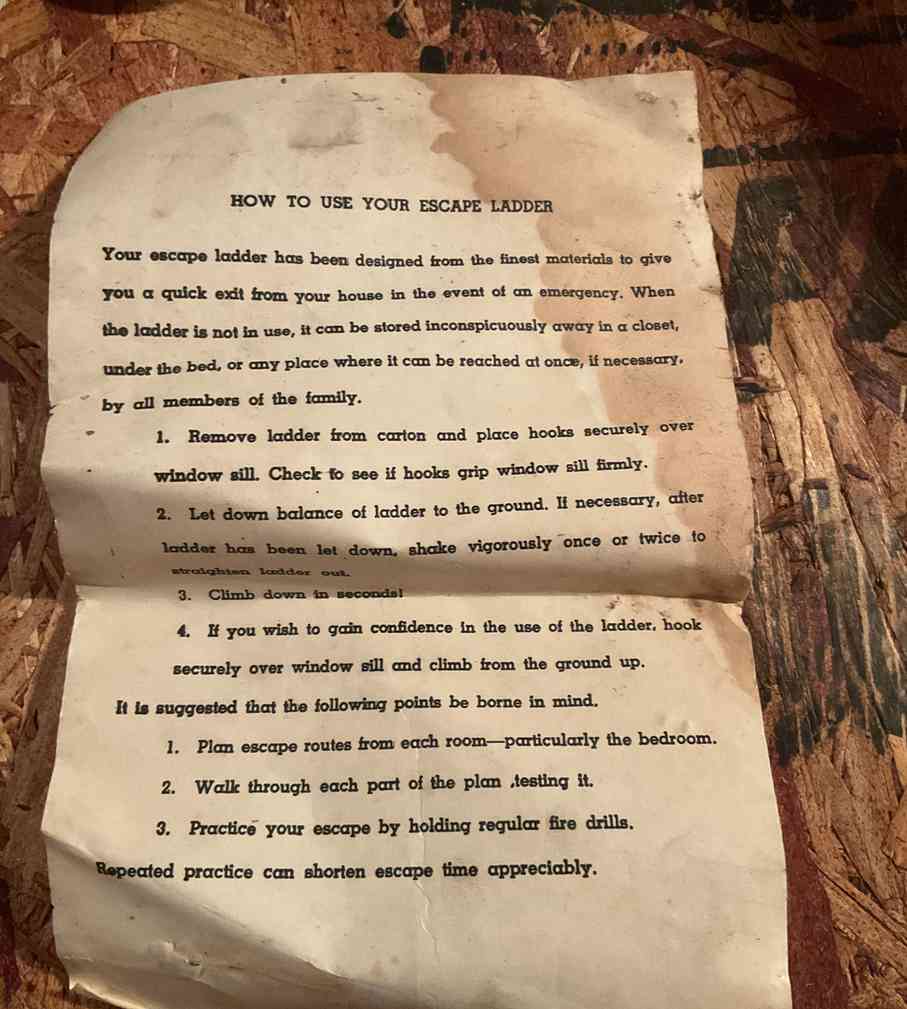 HOW TO USE YOUR ESCAPE LADDER
Your escape ladder has been designed from the finest materials to give
you a quick exit from your house in the event of an emergency. When
the ladder is not in use, it can be stored inconspicuously away in a closet,
under the bed, or any place where it can be reached at once, if necessary,
by all members of the family.
1. Remove ladder from carton and place hooks securely over
window sill. Check to see if hooks grip window sill firmly.
2. Let down balance of ladder to the ground. If necessary, after
ladder has been let down, shake vigorously once or twice to
straighten ladder out.
3. Climb down in seconds!
4. If you wish to gain confidence in the use of the ladder, hook
securely over window sill and climb from the ground up.
It is suggested that the following points be borne in mind.
1. Plan escape routes from each room—particularly the bedroom.
2. Walk through each part of the plan ,testing it.
3. Practice your escape by holding regular fire drills.
Repeated practice can shorten escape time appreciably.